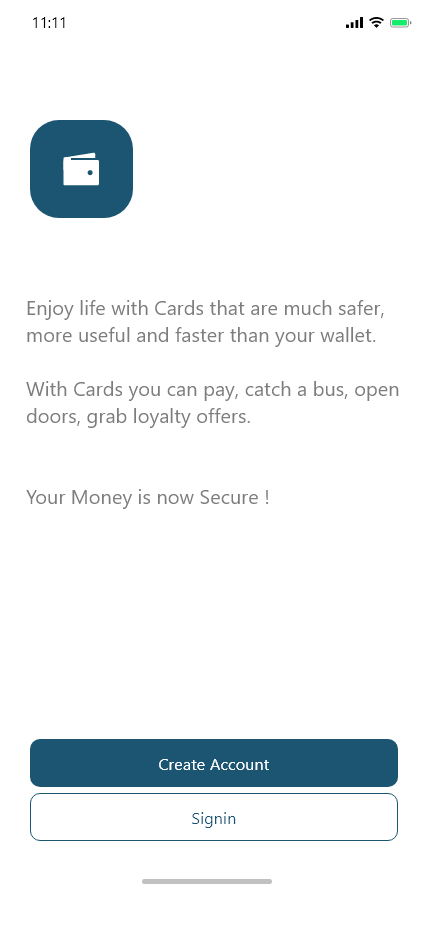 11:11
Enjoy life with Cards that are much safer,
more useful and faster than your wallet.
With Cards you can pay, catch a bus, open
doors, grab loyalty offers.
Your Money is now Secure !
Create Account
Signin